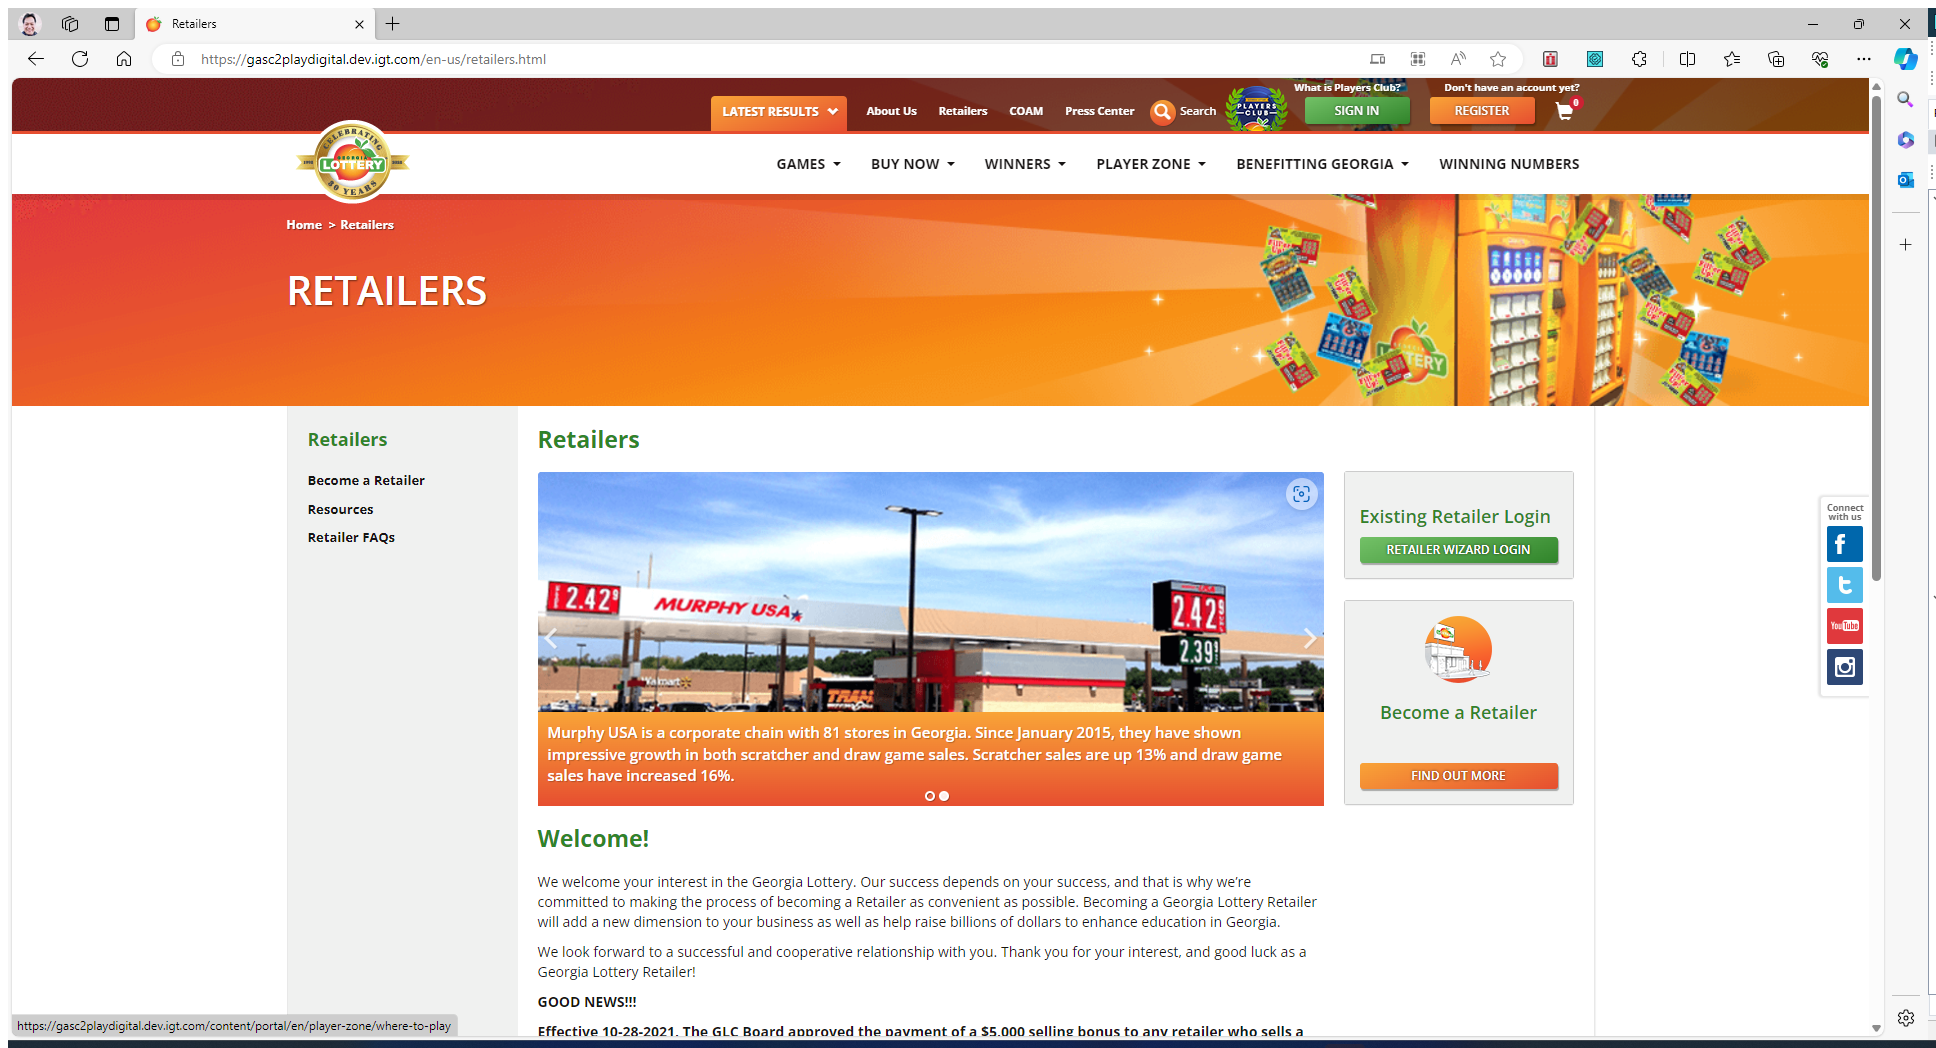 Retailers
https://gasc2playdigital.dev.igt.com/en-us/retailers.html
What is Players Club?
Don't have an account yet?
LATEST RESULTS
About Us
Retailers
COAM
Press Center
Search
PLAYERS CLUB
SIGN IN
REGISTER
0
CELEBRATING
GEORGIA
LOTTERY
30 YEARS
GAMES
BUY NOW
WINNERS
PLAYER ZONE
BENEFITTING GEORGIA
WINNING NUMBERS
Home > Retailers
RETAILERS
LOTTERY
Retailers
Become a Retailer
Resources
Retailer FAQs
Retailers
2.42⁹
MURPHY USA
2.42⁹
2.39⁹
Walmart
Murphy USA is a corporate chain with 81 stores in Georgia. Since January 2015, they have shown
impressive growth in both scratcher and draw game sales. Scratcher sales are up 13% and draw game
sales have increased 16%.
Existing Retailer Login
RETAILER WIZARD LOGIN
Become a Retailer
FIND OUT MORE
Connect
with us
f
t
YouTube
Welcome!
We welcome your interest in the Georgia Lottery. Our success depends on your success, and that is why we’re
committed to making the process of becoming a Retailer as convenient as possible. Becoming a Georgia Lottery Retailer
will add a new dimension to your business as well as help raise billions of dollars to enhance education in Georgia.
We look forward to a successful and cooperative relationship with you. Thank you for your interest, and good luck as a
Georgia Lottery Retailer!
GOOD NEWS!!!
Effective 10-28-2021, The GLC Board approved the payment of a $5,000 selling bonus to any retailer who sells a
https://gasc2playdigital.dev.igt.com/content/portal/en/player-zone/where-to-play